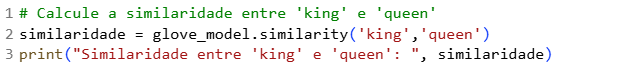 1 # Calcule a similaridade entre 'king' e 'queen'
2 similaridade = glove_model.similarity('king','queen')
3 print("Similaridade entre 'king' e 'queen': ", similaridade)